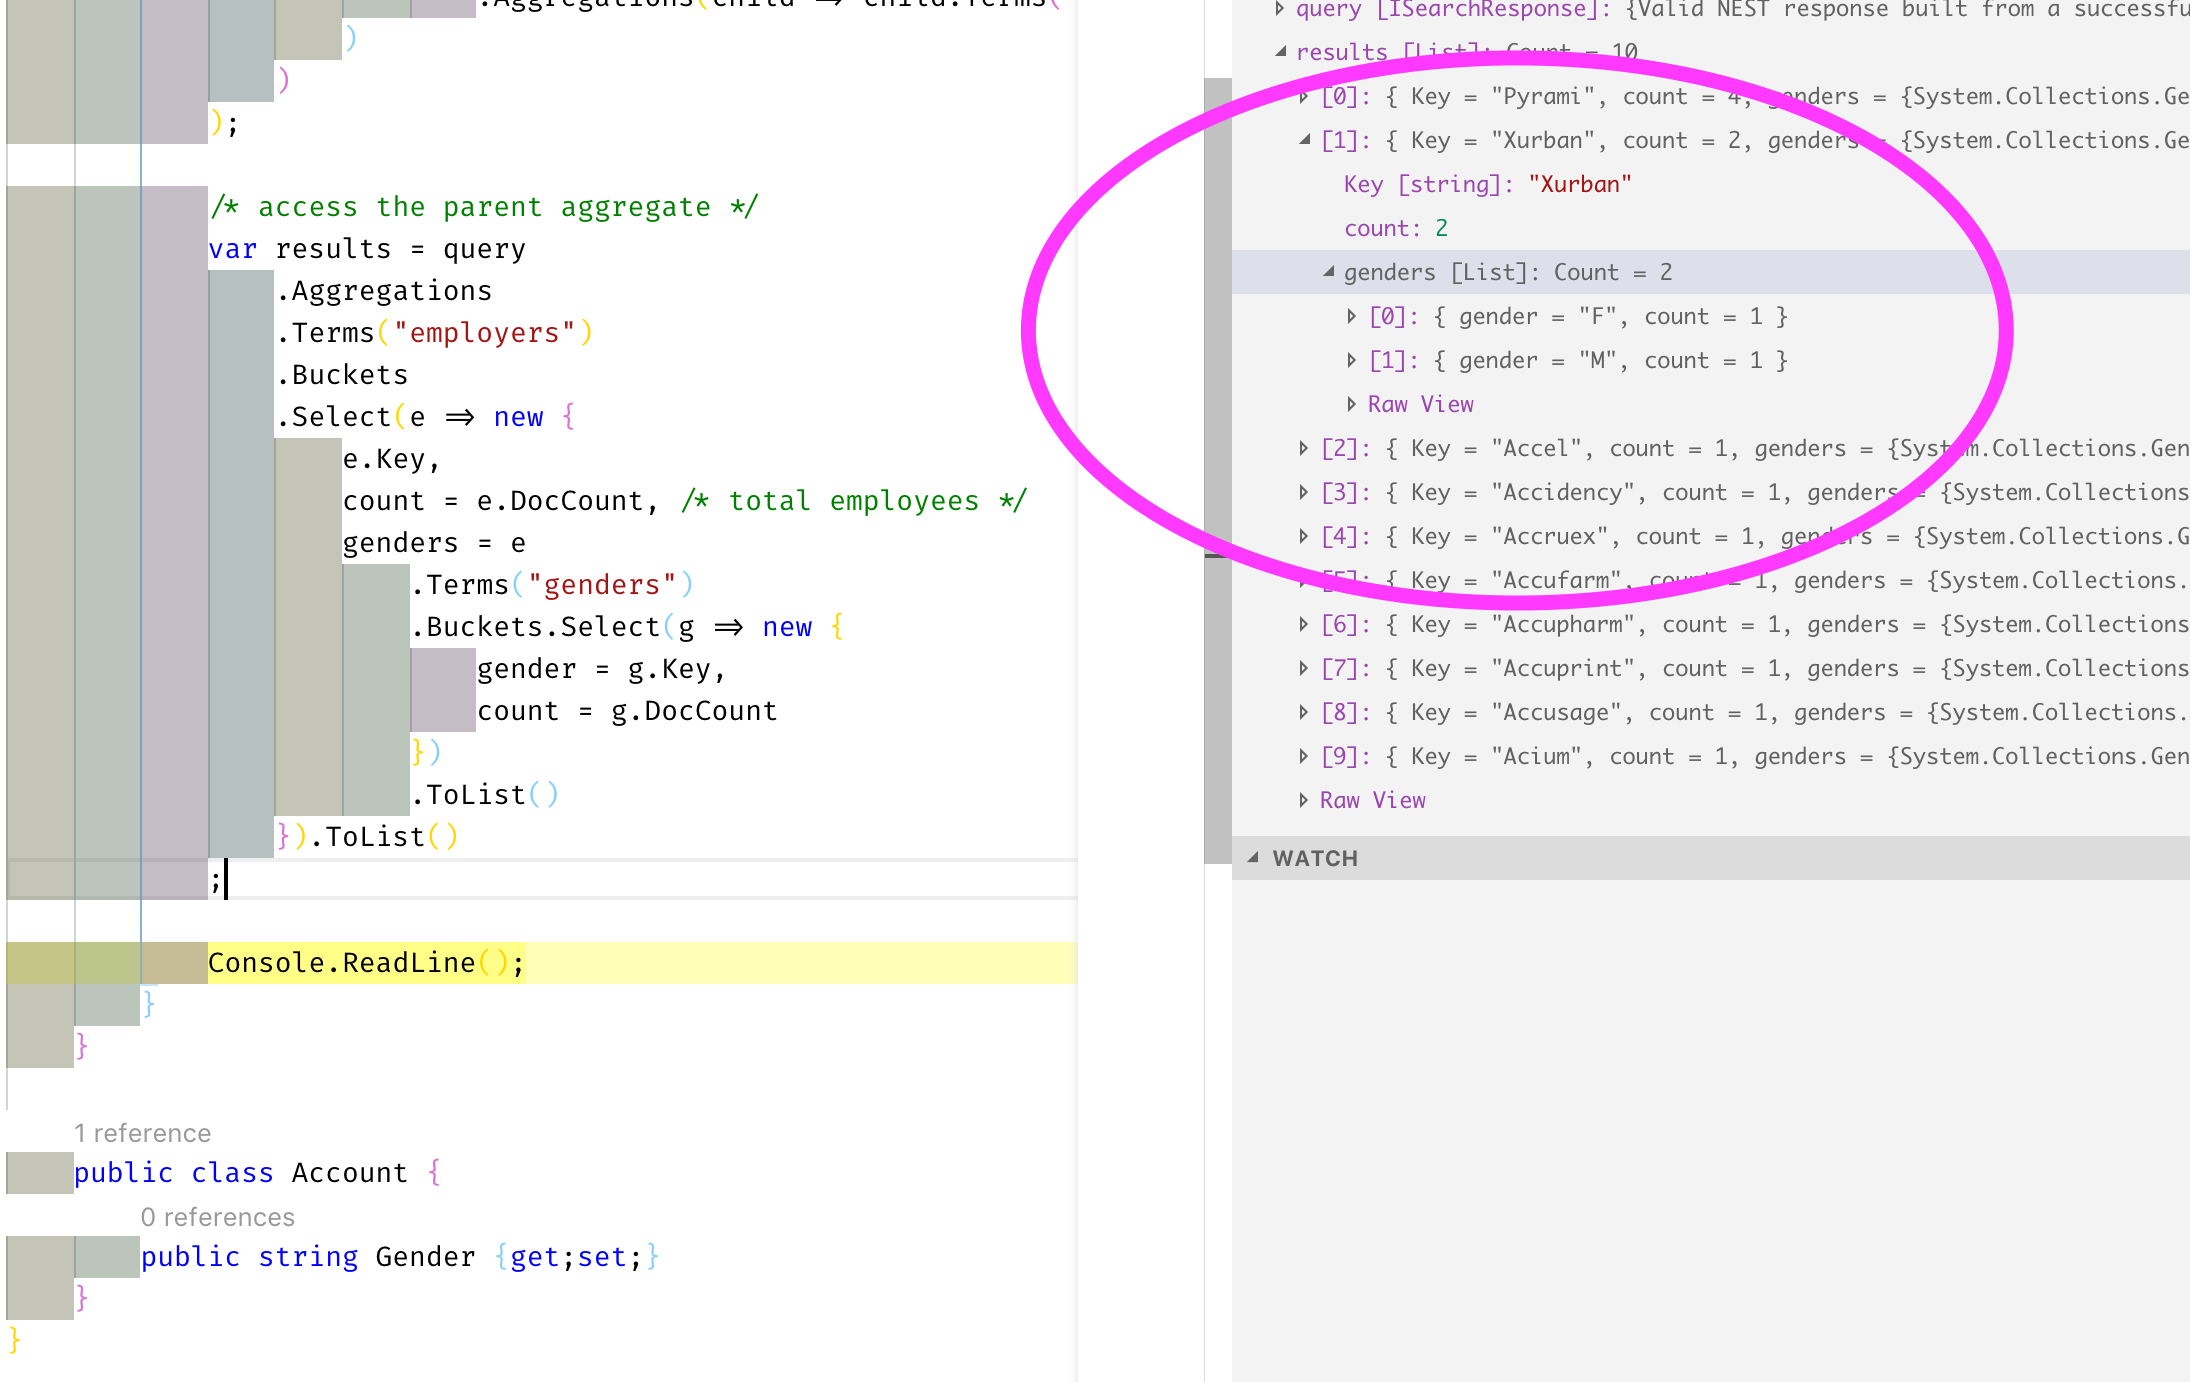 .Aggregations(child => child.Terms(
)
)
);
/* access the parent aggregate */
var results = query
.Aggregations
.Terms("employers")
.Buckets
.Select(e => new {
e.Key,
count = e.DocCount, /* total employees */
genders = e
.Terms("genders")
.Buckets.Select(g => new {
gender = g.Key,
count = g.DocCount
})
.ToList()
}).ToList()
;
Console.ReadLine();
}
}
1 reference
public class Account {
0 references
public string Gender {get;set;}
}
}
query [ISearchResponse]: {Valid NEST response built from a successfu
results [List]: Count = 10
[0]: { Key = "Pyrami", count = 4, genders = {System.Collections.Ge
[1]: { Key = "Xurban", count = 2, genders = {System.Collections.Ge
Key [string]: "Xurban"
count: 2
genders [List]: Count = 2
[0]: { gender = "F", count = 1 }
[1]: { gender = "M", count = 1 }
Raw View
[2]: { Key = "Accel", count = 1, genders = {System.Collections.Gen
[3]: { Key = "Accidency", count = 1, genders = {System.Collections
[4]: { Key = "Accruex", count = 1, genders = {System.Collections.G
[5]: { Key = "Accufarm", count = 1, genders = {System.Collections.
[6]: { Key = "Accupharm", count = 1, genders = {System.Collections
[7]: { Key = "Accuprint", count = 1, genders = {System.Collections
[8]: { Key = "Accusage", count = 1, genders = {System.Collections.
[9]: { Key = "Acium", count = 1, genders = {System.Collections.Gen
Raw View
WATCH